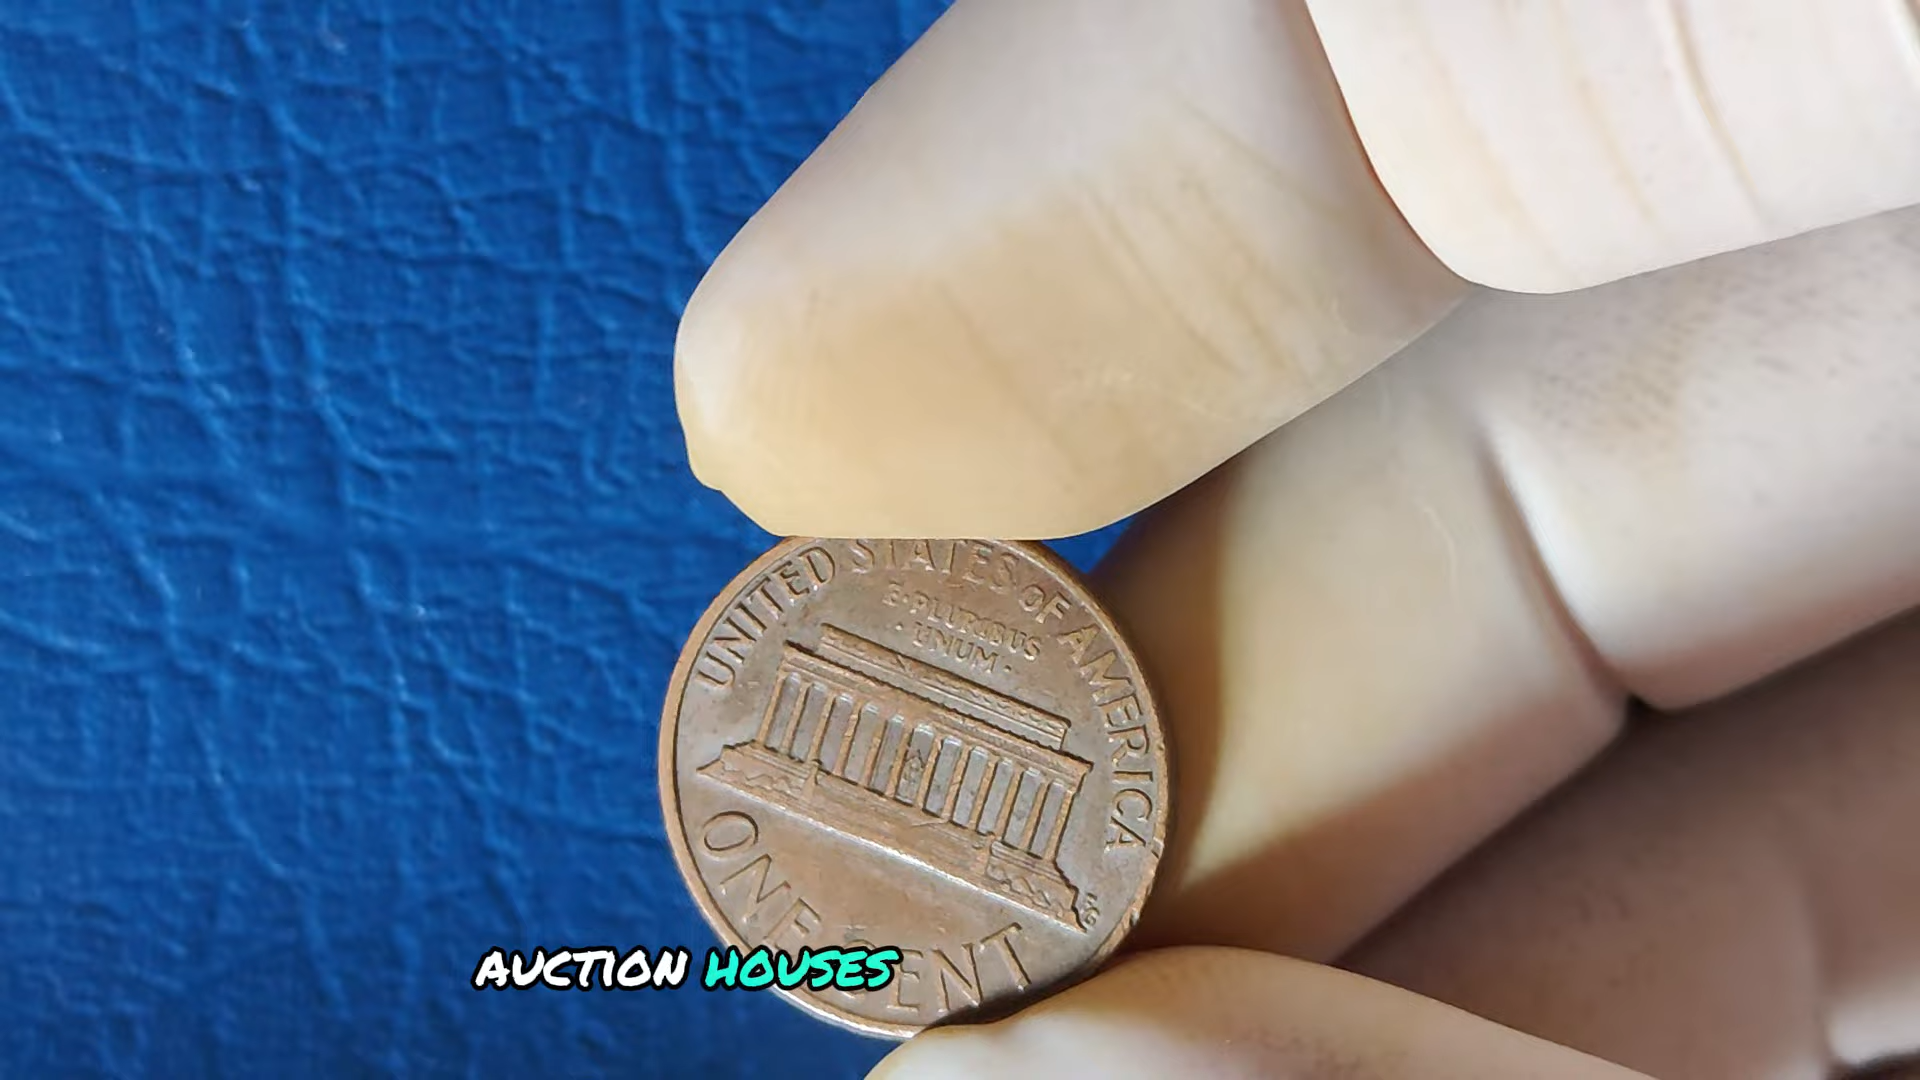 UNITED STATES OF AMERICA
E·PLURIBUS
·UNUM·
ONE CENT
AUCTION HOUSES